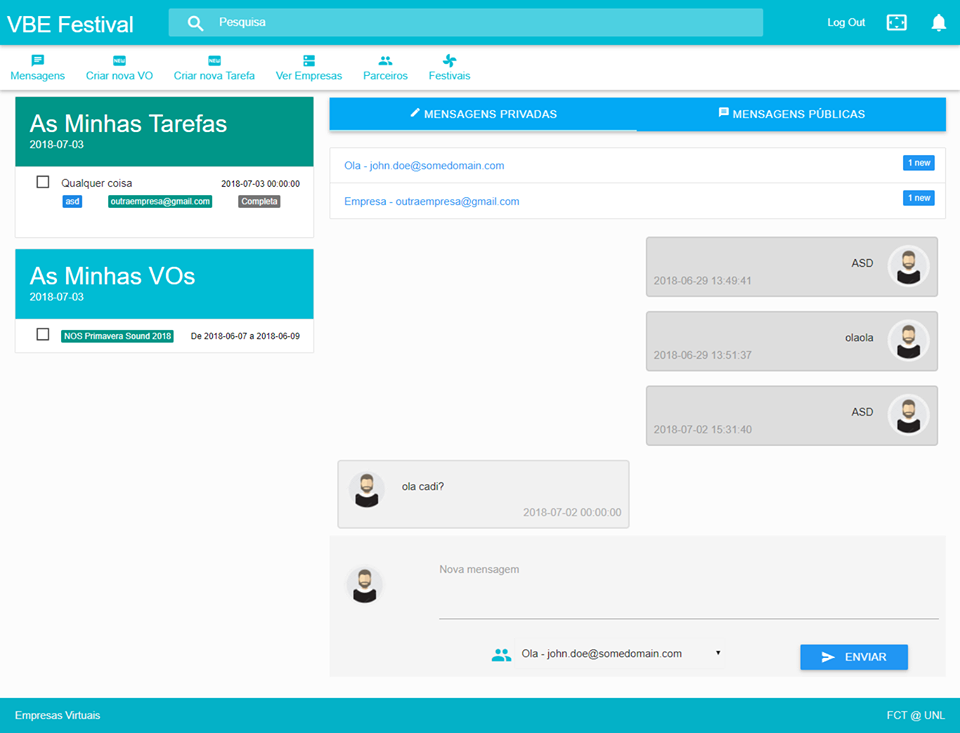 VBE Festival
Pesquisa
Log Out
Mensagens
Criar nova VO
Criar nova Tarefa
Ver Empresas
Parceiros
Festivais
As Minhas Tarefas
2018-07-03
Qualquer coisa
2018-07-03 00:00:00
asd
outraempresa@gmail.com
Completa
As Minhas VOs
2018-07-03
NOS Primavera Sound 2018
De 2018-06-07 a 2018-06-09
MENSAGENS PRIVADAS
MENSAGENS PÚBLICAS
Ola - john.doe@somedomain.com
1 new
Empresa - outraempresa@gmail.com
1 new
ASD
2018-06-29 13:49:41
olaola
2018-06-29 13:51:37
ASD
2018-07-02 15:31:40
ola cadi?
2018-07-02 00:00:00
Nova mensagem
Ola - john.doe@somedomain.com
ENVIAR
Empresas Virtuais
FCT @ UNL